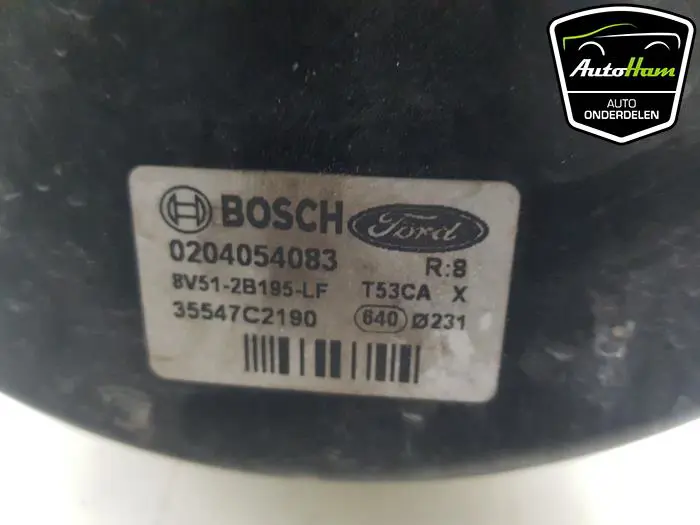 AutoHam
AUTO
ONDERDELEN
BOSCH Ford
0204054083 R:8
8V51-2B195-LF T53CA X
35547C2190 640 Ø231